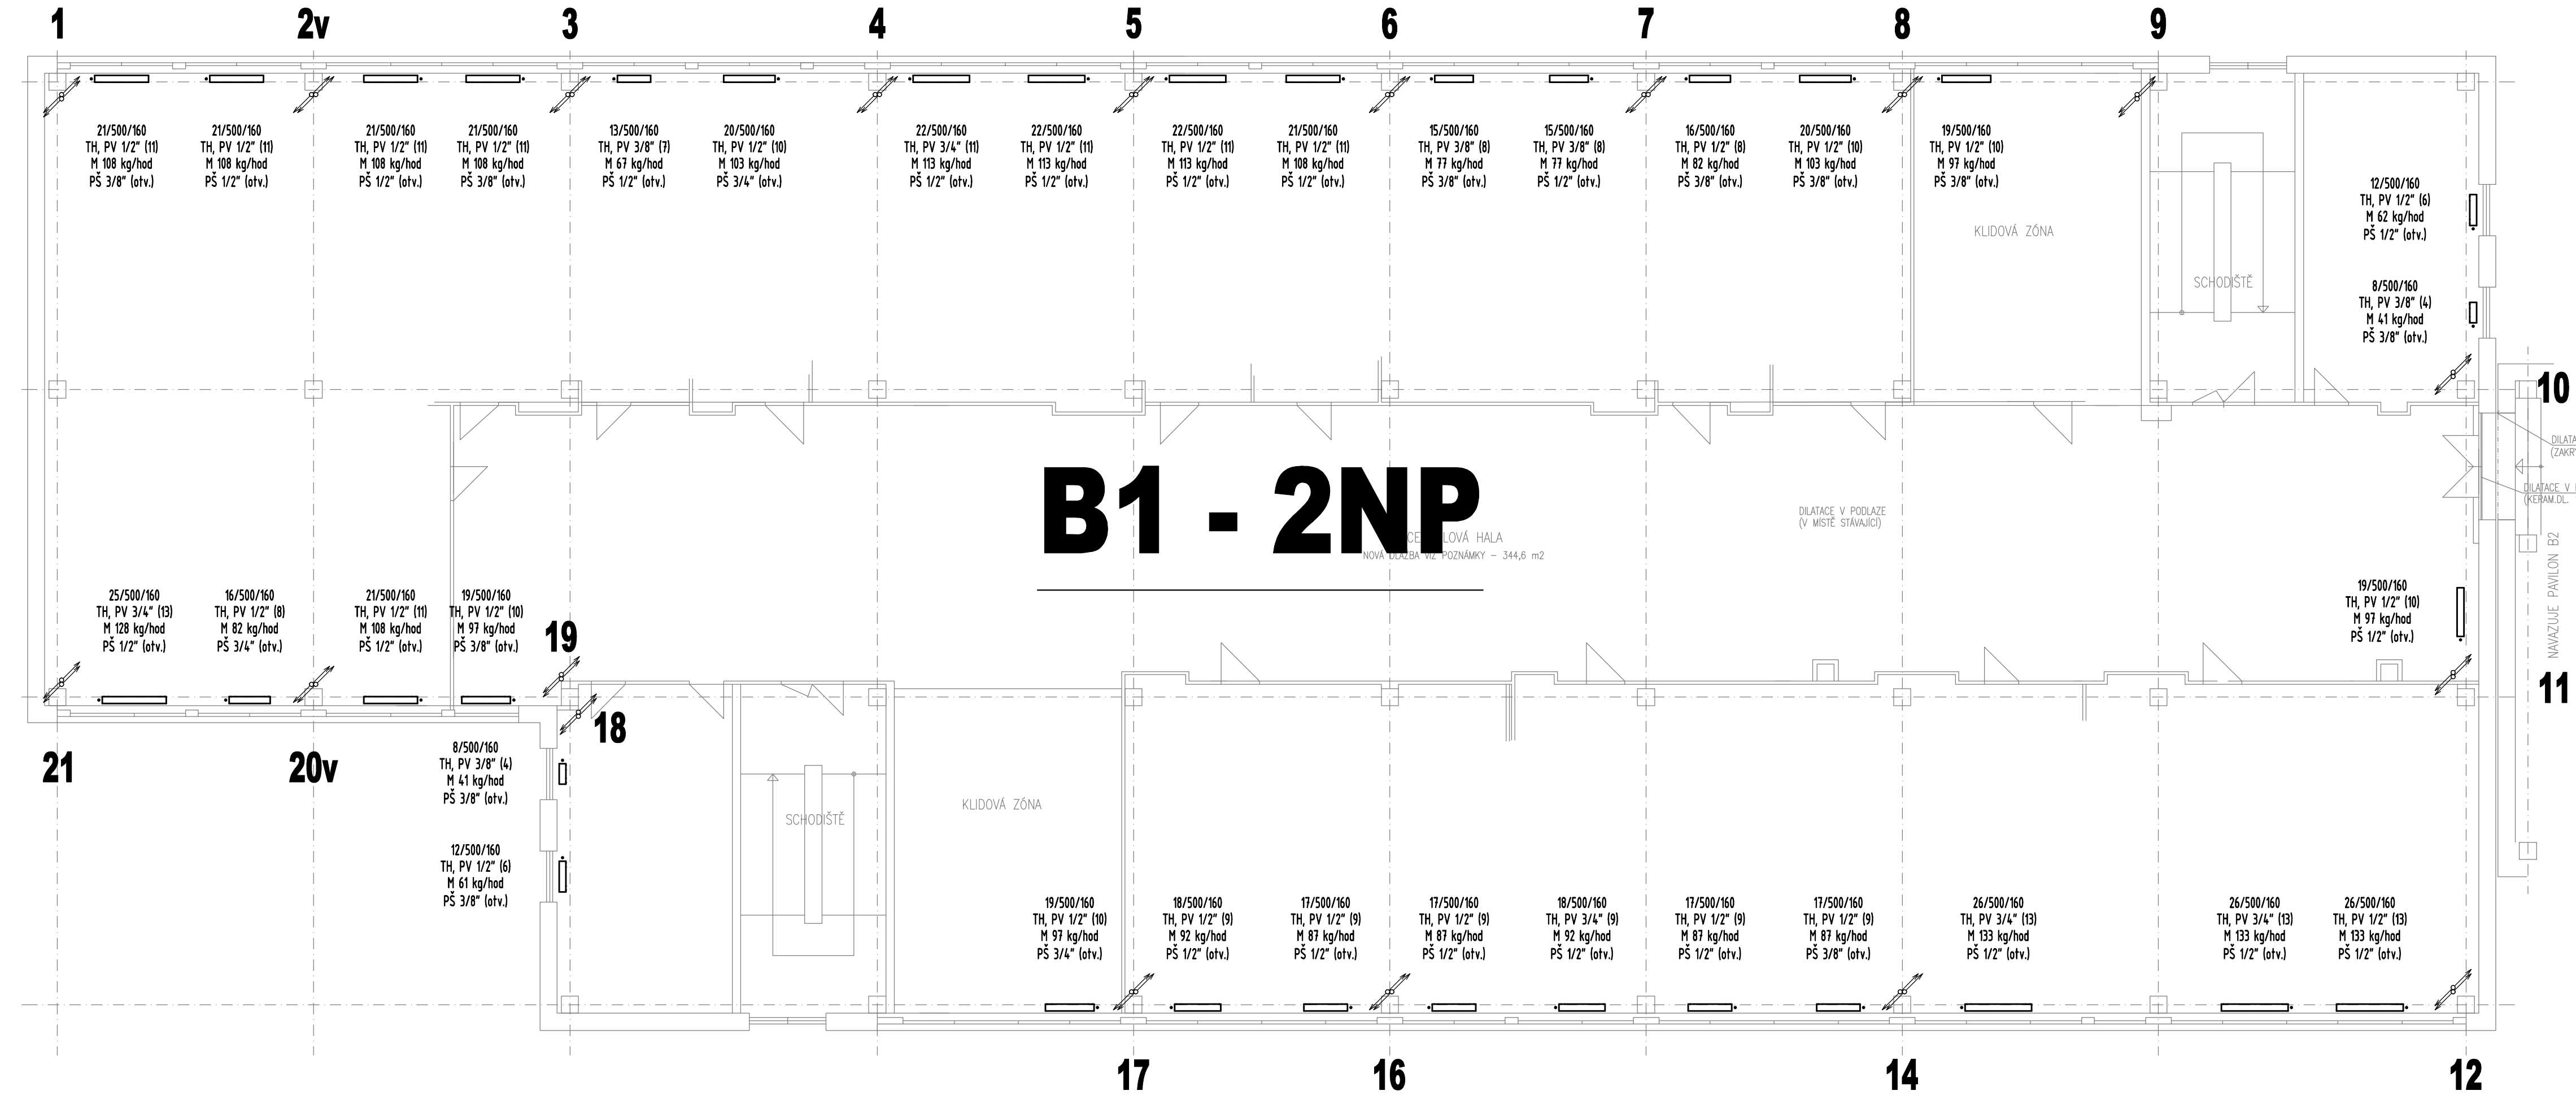 1 2v 3 4 5 6 7 8 9
21/500/160
TH, PV 1/2" (11)
M 108 kg/hod
PŠ 3/8" (otv.)
21/500/160
TH, PV 1/2" (11)
M 108 kg/hod
PŠ 1/2" (otv.)
21/500/160
TH, PV 1/2" (11)
M 108 kg/hod
PŠ 1/2" (otv.)
21/500/160
TH, PV 1/2" (11)
M 108 kg/hod
PŠ 3/8" (otv.)
13/500/160
TH, PV 3/8" (7)
M 67 kg/hod
PŠ 1/2" (otv.)
20/500/160
TH, PV 1/2" (10)
M 103 kg/hod
PŠ 3/4" (otv.)
22/500/160
TH, PV 3/4" (11)
M 113 kg/hod
PŠ 1/2" (otv.)
22/500/160
TH, PV 1/2" (11)
M 113 kg/hod
PŠ 1/2" (otv.)
22/500/160
TH, PV 1/2" (11)
M 113 kg/hod
PŠ 1/2" (otv.)
21/500/160
TH, PV 1/2" (11)
M 108 kg/hod
PŠ 1/2" (otv.)
15/500/160
TH, PV 3/8" (8)
M 77 kg/hod
PŠ 3/8" (otv.)
15/500/160
TH, PV 3/8" (8)
M 77 kg/hod
PŠ 1/2" (otv.)
16/500/160
TH, PV 1/2" (8)
M 82 kg/hod
PŠ 3/8" (otv.)
20/500/160
TH, PV 1/2" (10)
M 103 kg/hod
PŠ 3/8" (otv.)
19/500/160
TH, PV 1/2" (10)
M 97 kg/hod
PŠ 3/8" (otv.)
KLIDOVÁ ZÓNA
SCHODIŠTĚ
12/500/160
TH, PV 1/2" (6)
M 62 kg/hod
PŠ 1/2" (otv.)
8/500/160
TH, PV 3/8" (4)
M 41 kg/hod
PŠ 3/8" (otv.)
10
(ZAKR
DILATACE V
(KERAM.DL.
B1 - 2NP
DILATACE V PODLAZE
(V MÍSTĚ STÁVAJÍCÍ)
LOVÁ HALA
NOVÁ DLAŽBA VIZ POZNÁMKY – 344,6 m2
NAVAZUJE PAVILON B2
25/500/160
TH, PV 3/4" (13)
M 128 kg/hod
PŠ 1/2" (otv.)
16/500/160
TH, PV 1/2" (8)
M 82 kg/hod
PŠ 3/4" (otv.)
21/500/160
TH, PV 1/2" (11)
M 108 kg/hod
PŠ 1/2" (otv.)
19/500/160
TH, PV 1/2" (10)
M 97 kg/hod
PŠ 3/8" (otv.)
19
19/500/160
TH, PV 1/2" (10)
M 97 kg/hod
PŠ 1/2" (otv.)
11
18
21 20v
8/500/160
TH, PV 3/8" (4)
M 41 kg/hod
PŠ 3/8" (otv.)
12/500/160
TH, PV 1/2" (6)
M 61 kg/hod
PŠ 3/8" (otv.)
SCHODIŠTĚ
KLIDOVÁ ZÓNA
19/500/160
TH, PV 1/2" (10)
M 97 kg/hod
PŠ 3/4" (otv.)
18/500/160
TH, PV 1/2" (9)
M 92 kg/hod
PŠ 1/2" (otv.)
17/500/160
TH, PV 1/2" (9)
M 87 kg/hod
PŠ 1/2" (otv.)
17/500/160
TH, PV 1/2" (9)
M 87 kg/hod
PŠ 1/2" (otv.)
18/500/160
TH, PV 3/4" (9)
M 92 kg/hod
PŠ 1/2" (otv.)
17/500/160
TH, PV 1/2" (9)
M 87 kg/hod
PŠ 1/2" (otv.)
17/500/160
TH, PV 1/2" (9)
M 87 kg/hod
PŠ 3/8" (otv.)
26/500/160
TH, PV 3/4" (13)
M 133 kg/hod
PŠ 1/2" (otv.)
26/500/160
TH, PV 3/4" (13)
M 133 kg/hod
PŠ 1/2" (otv.)
26/500/160
TH, PV 1/2" (13)
M 133 kg/hod
PŠ 1/2" (otv.)
17 16 14 12